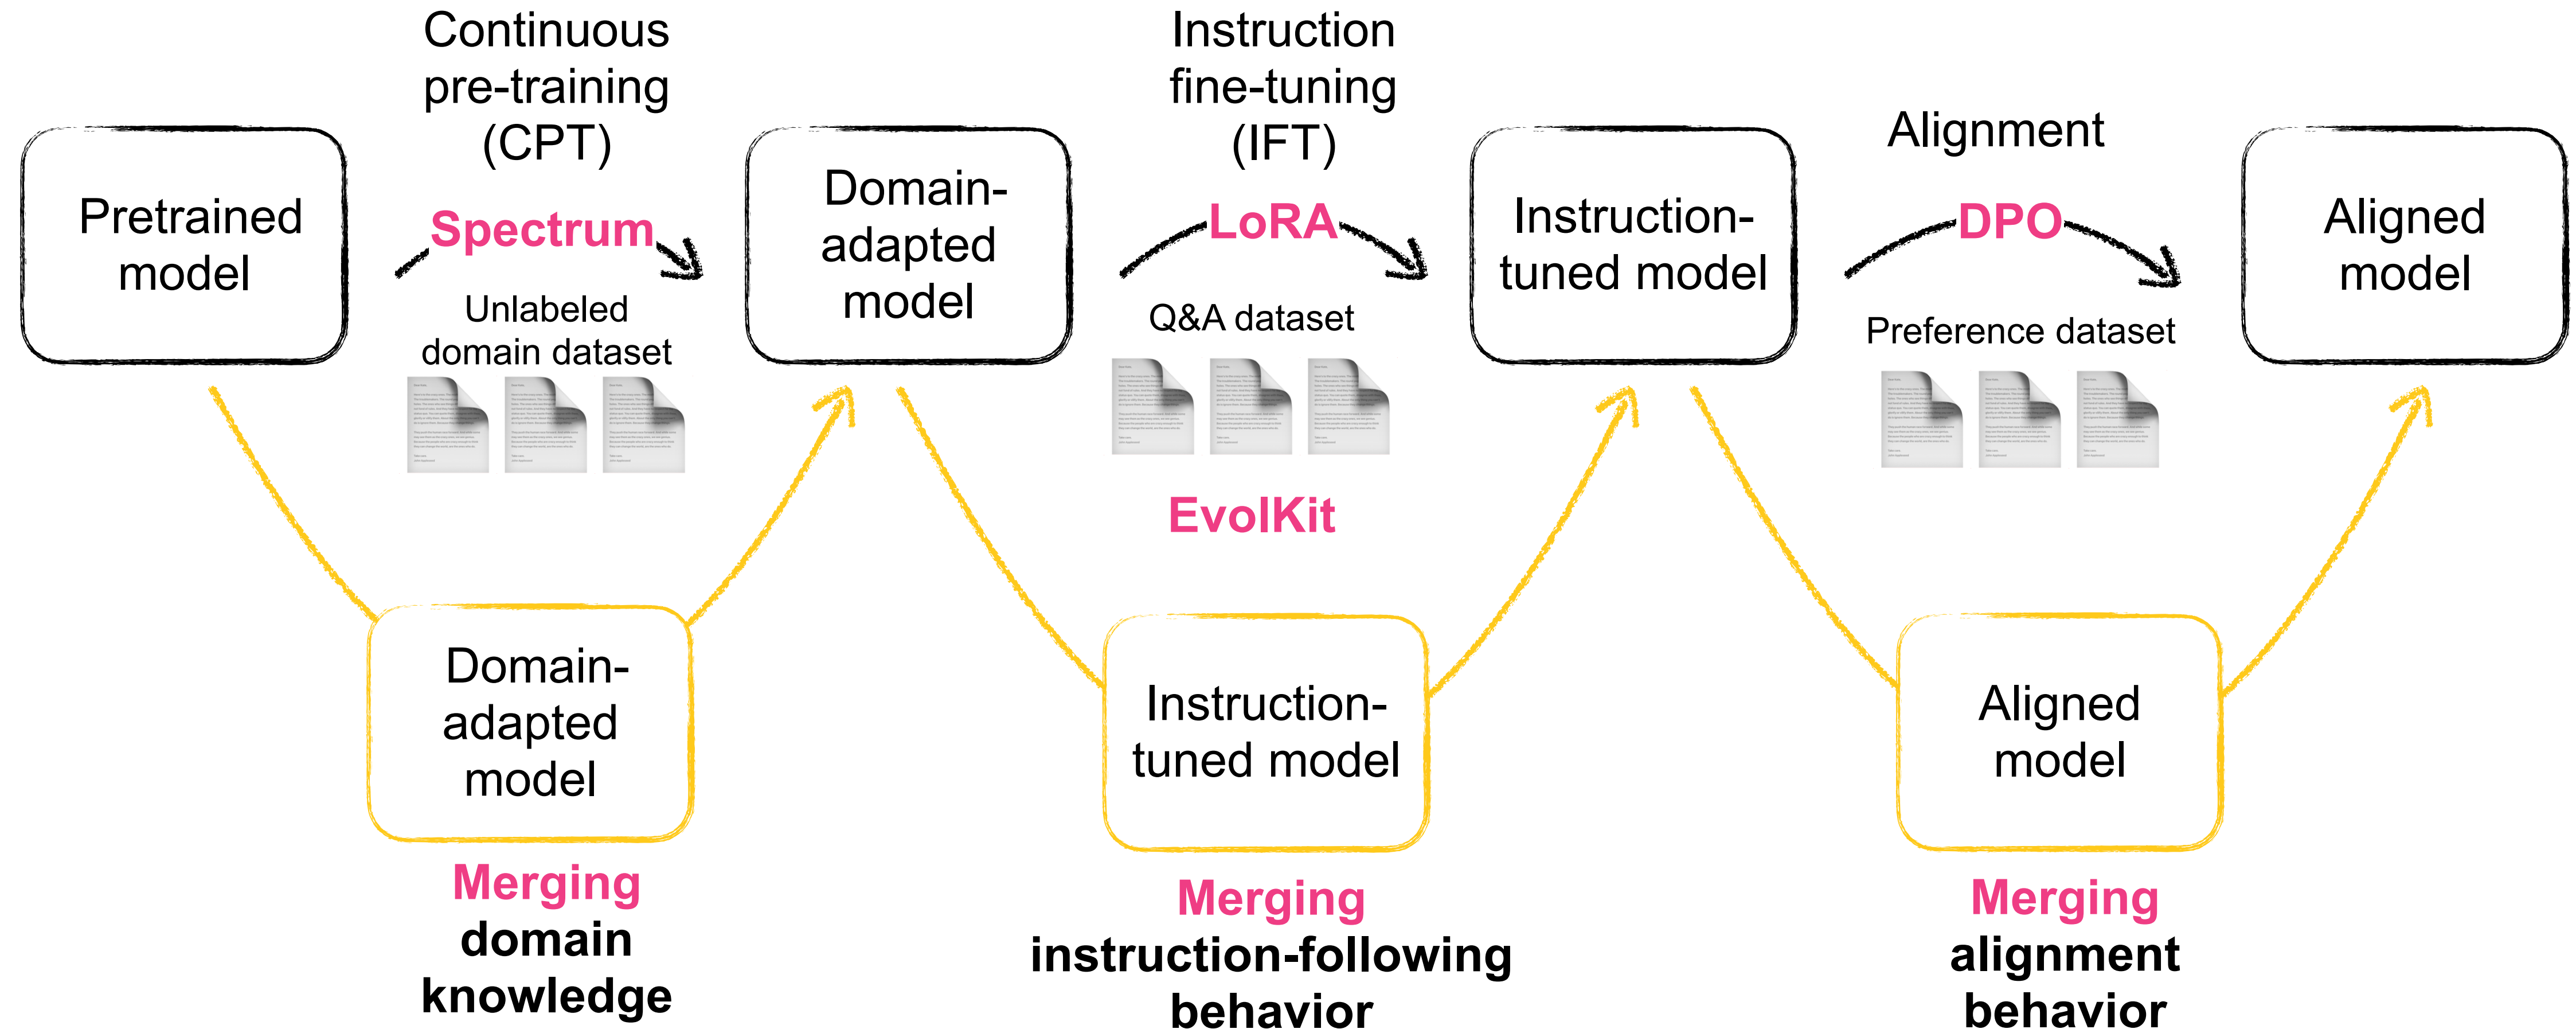 Continuous
pre-training
(CPT)
Instruction
fine-tuning
(IFT)
Alignment
Pretrained
model
Spectrum
Unlabeled
domain dataset
Domain-
adapted
model
LoRA
Q&A dataset
EvolKit
Instruction-
tuned model
DPO
Preference dataset
Aligned
model
Domain-
adapted
model
Merging
domain
knowledge
Instruction-
tuned model
Merging
instruction-following
behavior
Aligned
model
Merging
alignment
behavior